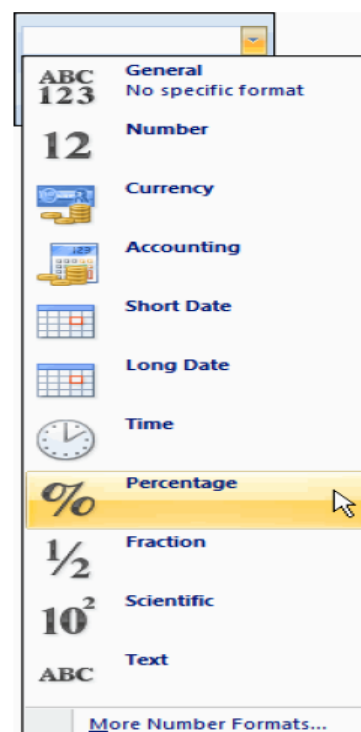 ABC
123
General
No specific format
12
Number
Currency
123
Accounting
Short Date
Long Date
Time
%
Percentage
1/2
Fraction
10²
Scientific
ABC
Text
More Number Formats...